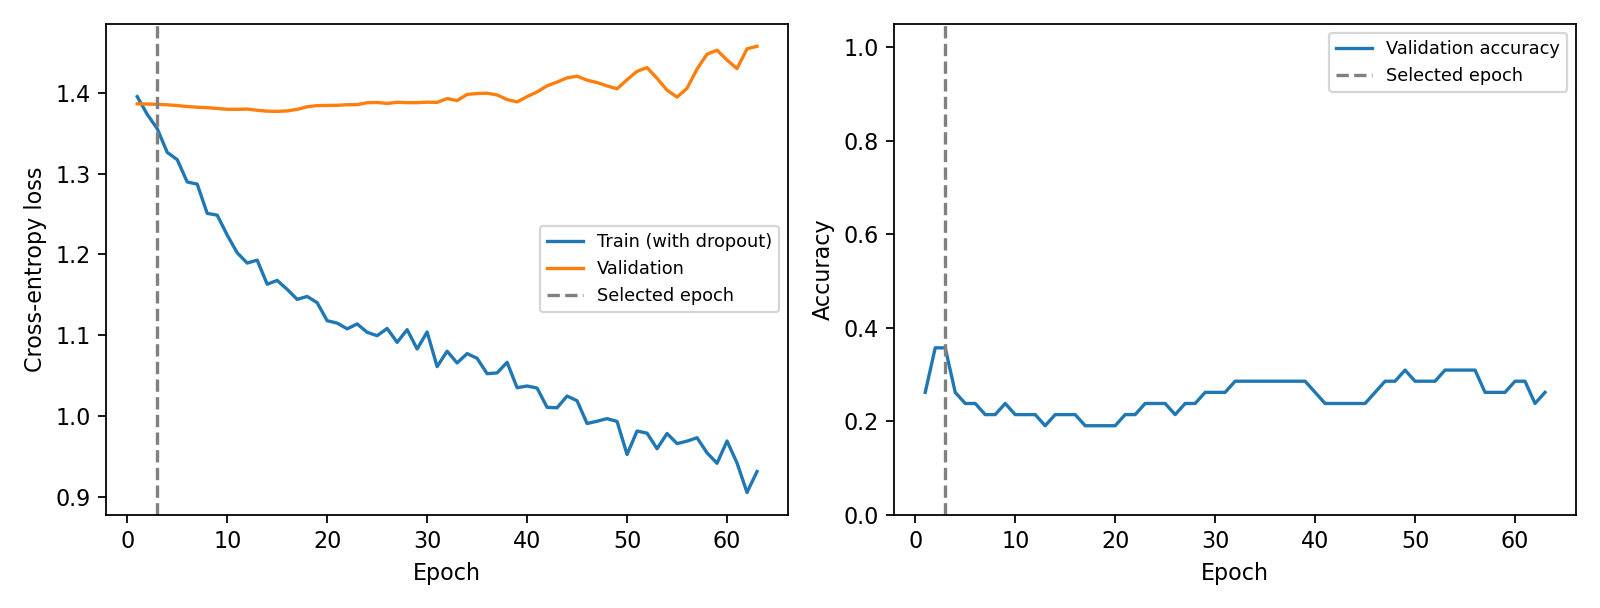 Cross-entropy loss
1.4
1.3
1.2
1.1
1.0
0.9
0
10
20
30
40
50
60
Epoch
Train (with dropout)
Validation
Selected epoch
Accuracy
1.0
0.8
0.6
0.4
0.2
0.0
0
10
20
30
40
50
60
Epoch
Validation accuracy
Selected epoch